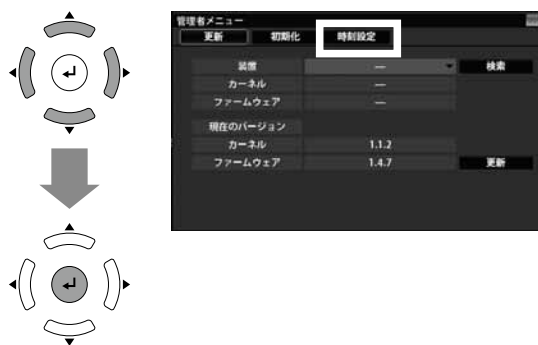 管理者メニュー
更新 初期化 時刻設定
装置 — 検索
カーネル —
ファームウェア —
現在のバージョン
カーネル 1.1.2
ファームウェア 1.4.7 更新